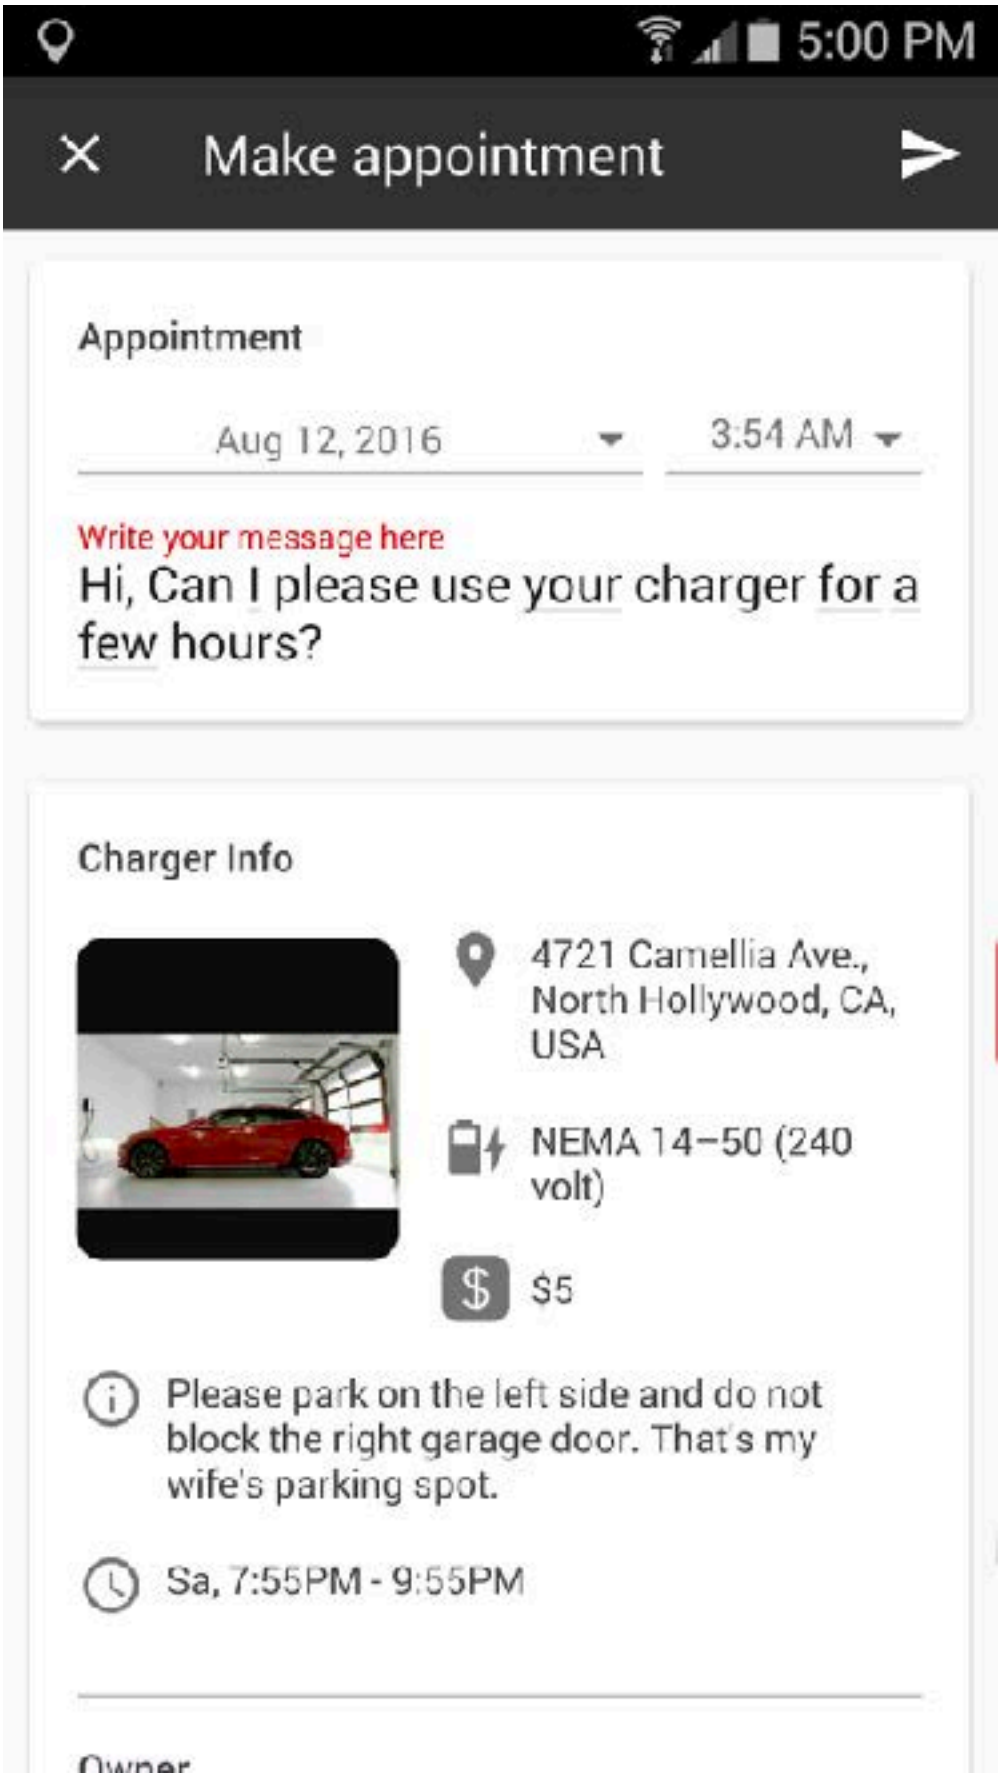 5:00 PM
Make appointment
Appointment
Aug 12, 2016
3:54 AM
Write your message here
Hi, Can I please use your charger for a
few hours?
Charger Info
4721 Camellia Ave.,
North Hollywood, CA,
USA
NEMA 14–50 (240
volt)
$ $5
Please park on the left side and do not
block the right garage door. That's my
wife's parking spot.
Sa, 7:55PM - 9:55PM
Owner